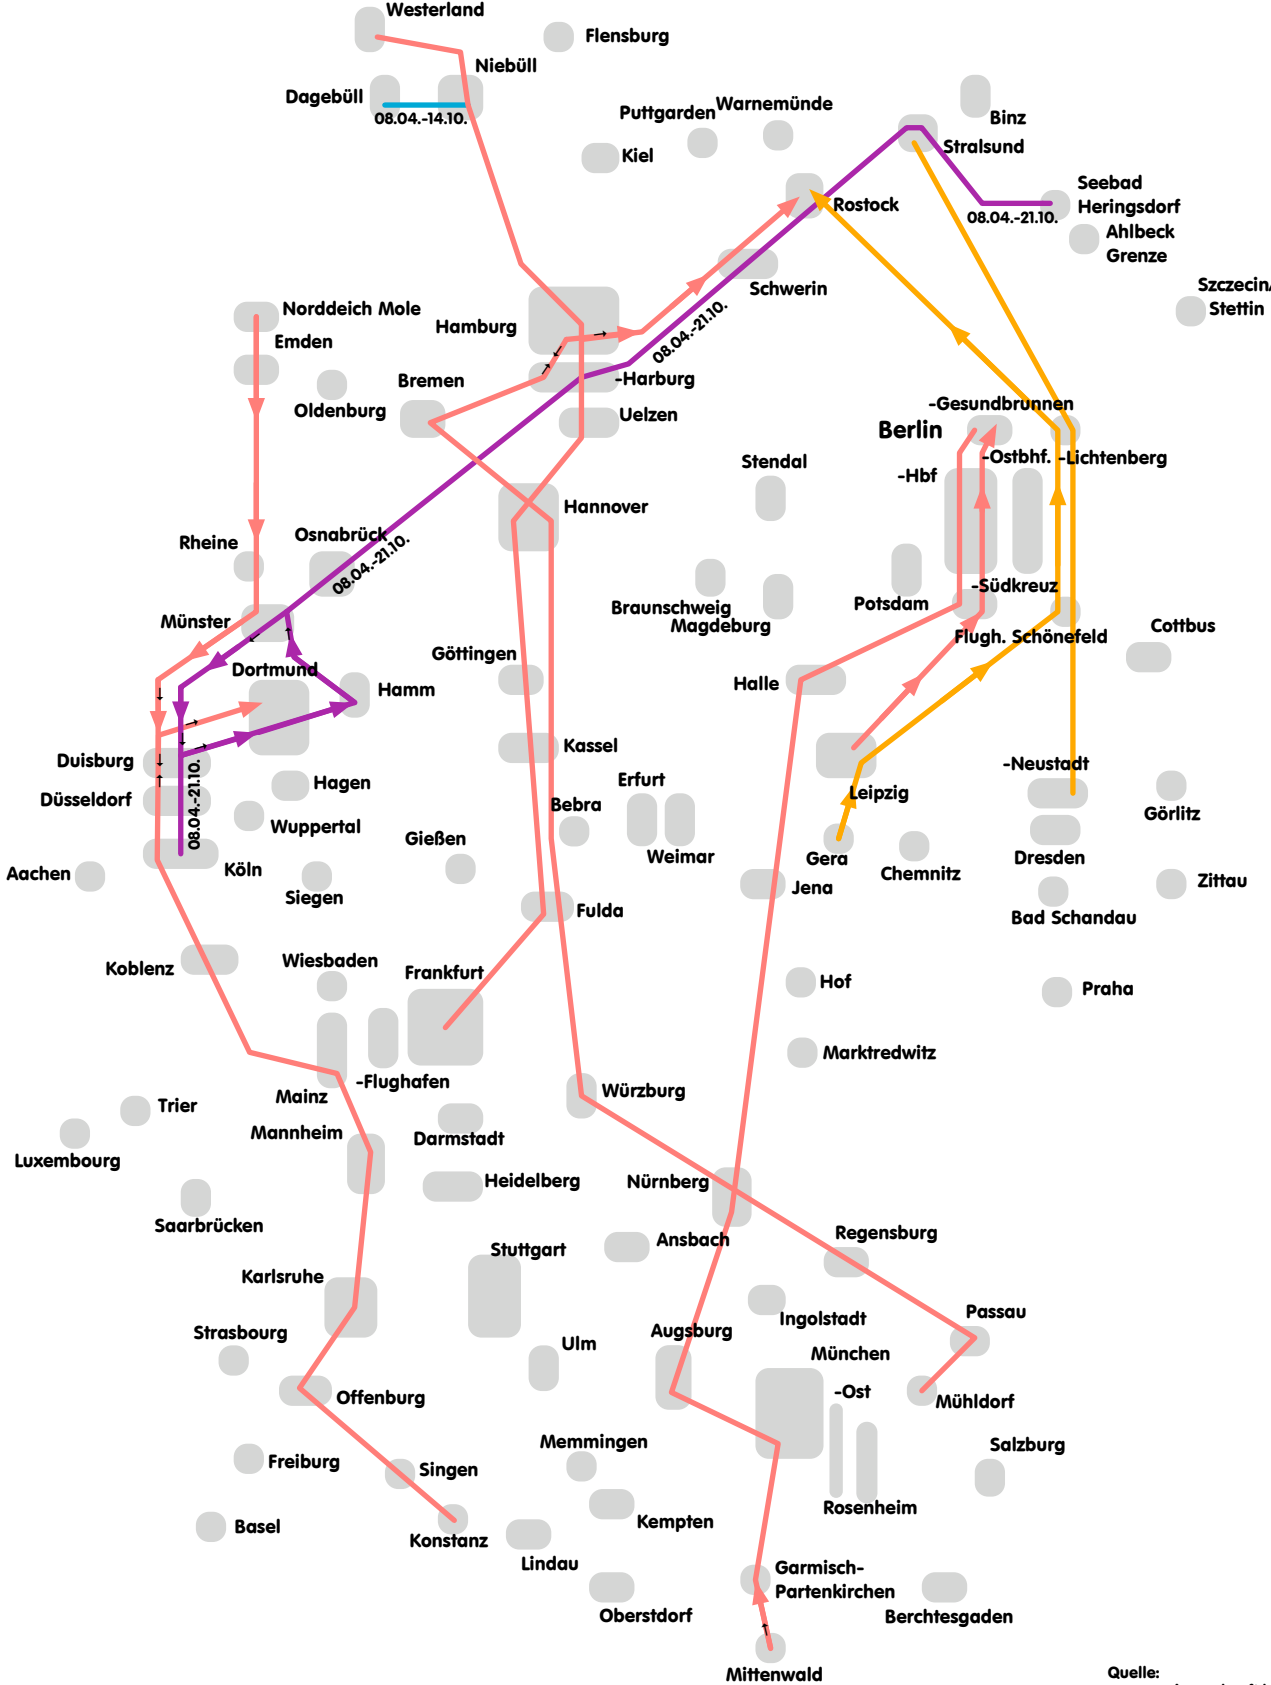 Westerland
Flensburg
Niebüll
Dagebüll
08.04.-14.10.
Puttgarden
Warnemünde
Binz
Kiel
Stralsund
Seebad
Heringsdorf
08.04.-21.10.
Rostock
Ahlbeck
Grenze
Schwerin
Szczecin/
Stettin
Norddeich Mole
Hamburg
08.04.-21.10.
Emden
Bremen
-Harburg
Oldenburg
Uelzen
-Gesundbrunnen
Berlin
-Ostbhf.
-Lichtenberg
Stendal
-Hbf
Hannover
Rheine
Osnabrück
08.04.-21.10.
-Südkreuz
Potsdam
Braunschweig
Magdeburg
Münster
Flugh. Schönefeld
Cottbus
Göttingen
Dortmund
Hamm
Halle
Kassel
Duisburg
-Neustadt
Hagen
Erfurt
Leipzig
Düsseldorf
08.04.-21.10.
Bebra
Görlitz
Wuppertal
Gießen
Weimar
Gera
Dresden
Aachen
Köln
Chemnitz
Siegen
Jena
Zittau
Fulda
Bad Schandau
Koblenz
Wiesbaden
Frankfurt
Hof
Praha
Marktredwitz
-Flughafen
Mainz
Würzburg
Trier
Mannheim
Darmstadt
Luxembourg
Heidelberg
Nürnberg
Saarbrücken
Ansbach
Regensburg
Stuttgart
Karlsruhe
Ingolstadt
Passau
Strasbourg
Augsburg
Ulm
München
-Ost
Offenburg
Mühldorf
Memmingen
Salzburg
Freiburg
Singen
Rosenheim
Basel
Kempten
Konstanz
Lindau
Garmisch-
Partenkirchen
Oberstdorf
Berchtesgaden
Mittenwald
Quelle: